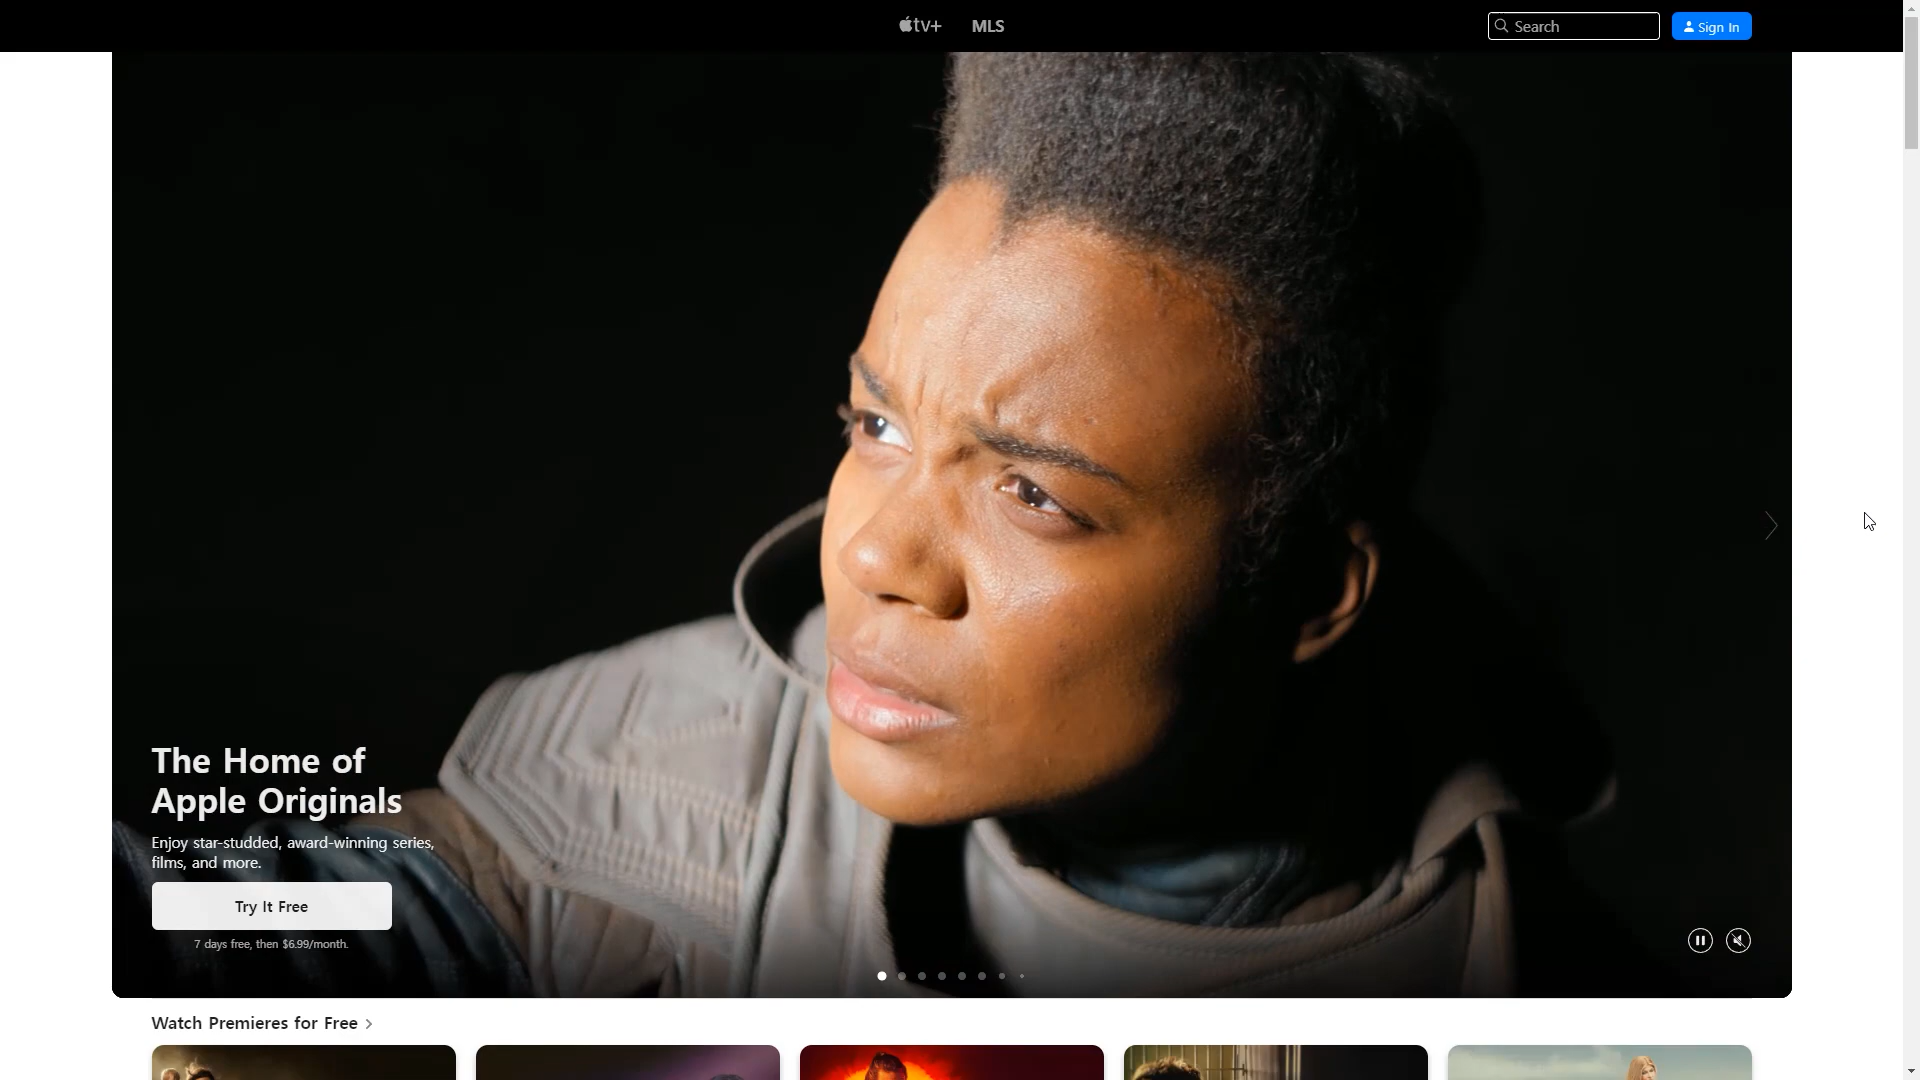 tv+
MLS
Search
Sign In
The Home of
Apple Originals
Enjoy star-studded, award-winning series,
films, and more.
Try It Free
7 days free, then $6.99/month.
Watch Premieres for Free